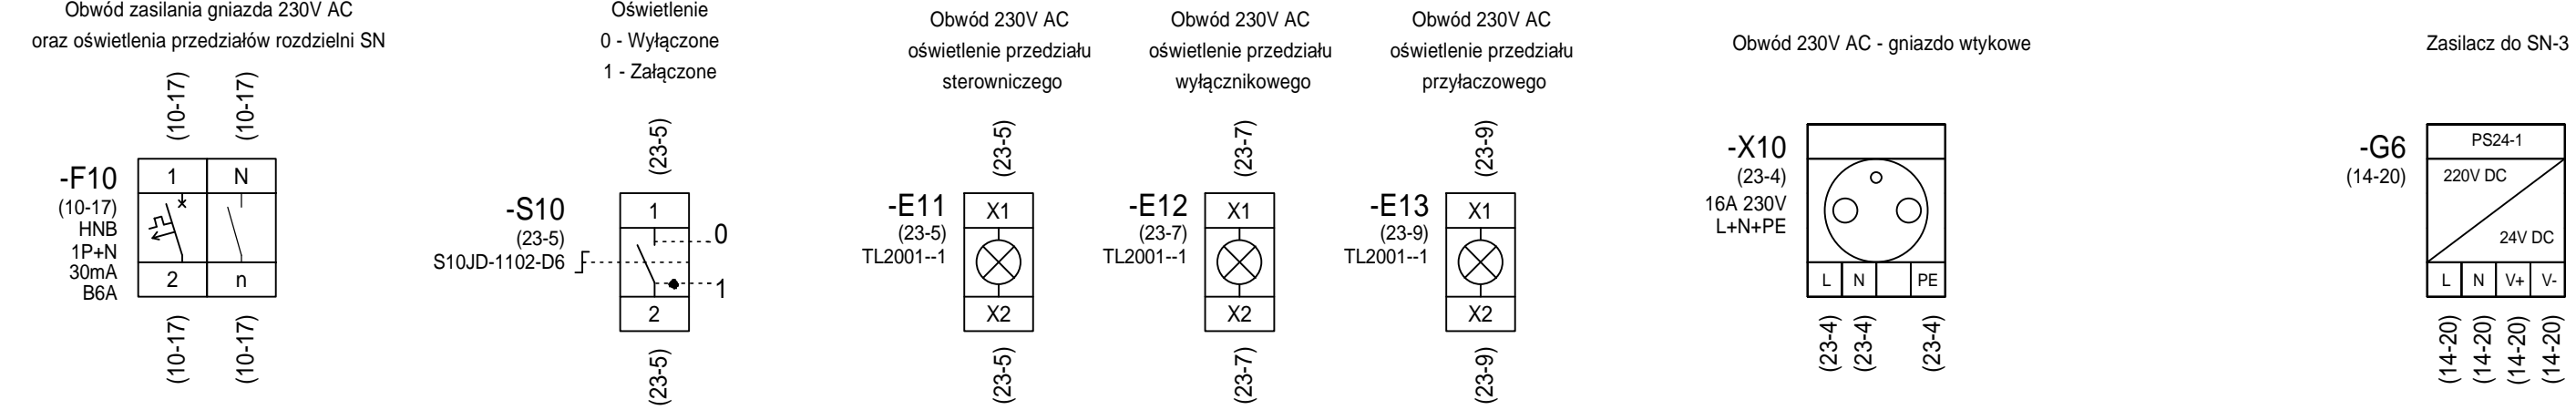 Obwód zasilania gniazda 230V AC
oraz oświetlenia przedziałów rozdzielni SN
(10-17)
(10-17)
-F10
(10-17)
HNB
1P+N
30mA
B6A
1
N
2
n
(10-17)
(10-17)
Oświetlenie
0 - Wyłączone
1 - Załączone
(23-5)
-S10
(23-5)
S10JD-1102-D6
1
0
1
2
(23-5)
Obwód 230V AC
oświetlenie przedziału
sterowniczego
(23-5)
-E11
(23-5)
TL2001--1
X1
X2
(23-5)
Obwód 230V AC
oświetlenie przedziału
wyłącznikowego
(23-7)
-E12
(23-7)
TL2001--1
X1
X2
(23-7)
Obwód 230V AC
oświetlenie przedziału
przyłaczowego
(23-9)
-E13
(23-9)
TL2001--1
X1
X2
(23-9)
Obwód 230V AC - gniazdo wtykowe
-X10
(23-4)
16A 230V
L+N+PE
L
N
PE
(23-4)
(23-4)
(23-4)
Zasilacz do SN-3
-G6
(14-20)
PS24-1
220V DC
24V DC
L
N
V+
V-
(14-20)
(14-20)
(14-20)
(14-20)